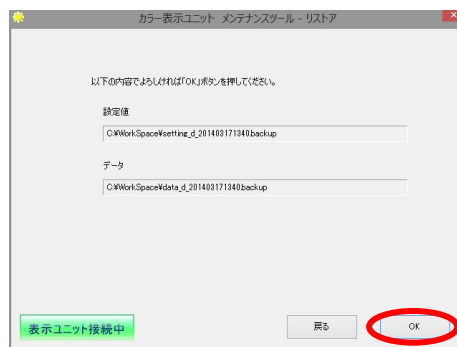 カラー表示ユニット メンテナンスツール - リストア
以下の内容でよろしければ「OK」ボタンを押してください。
設定値
C:¥WorkSpace¥setting_d_201403171340.backup
データ
C:¥WorkSpace¥data_d_201403171340.backup
表示ユニット接続中
戻る
OK